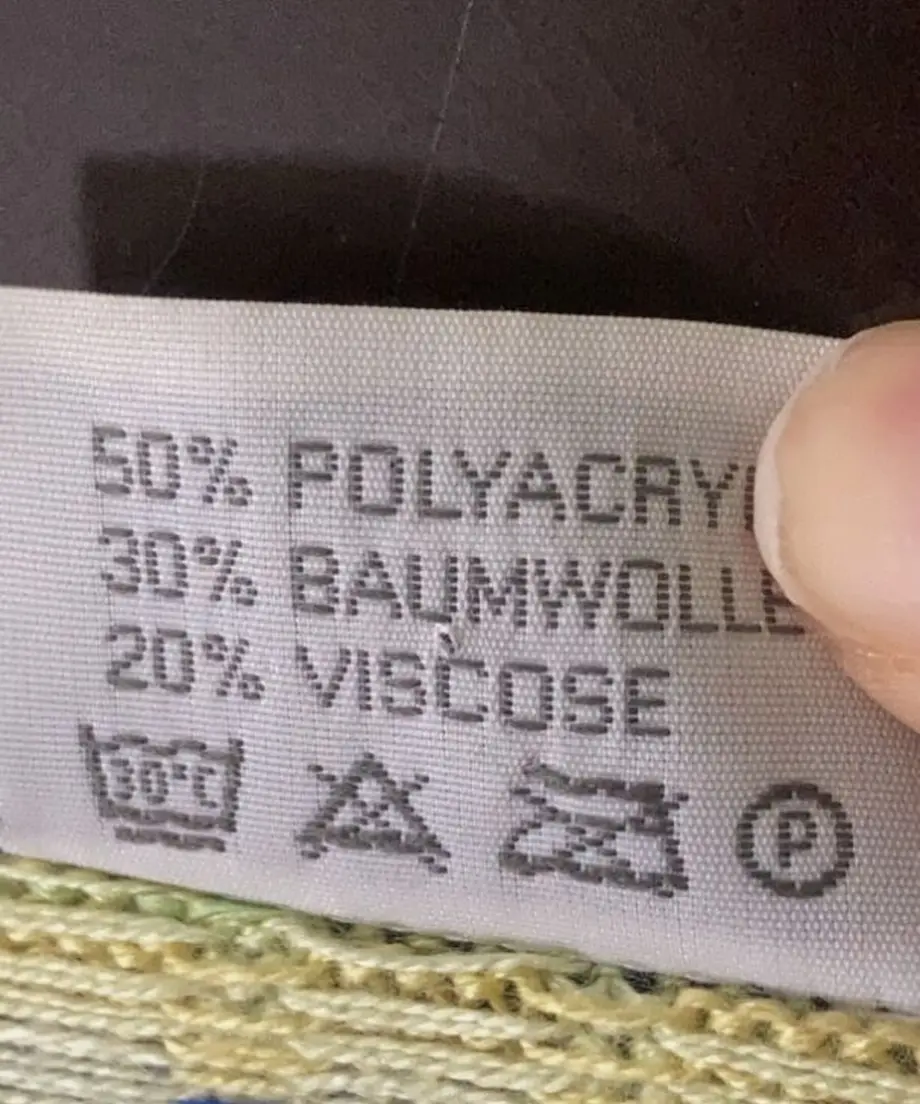 50% POLYACRY
30% BAUMWOLLE
20% VISCOSE
30°C
P